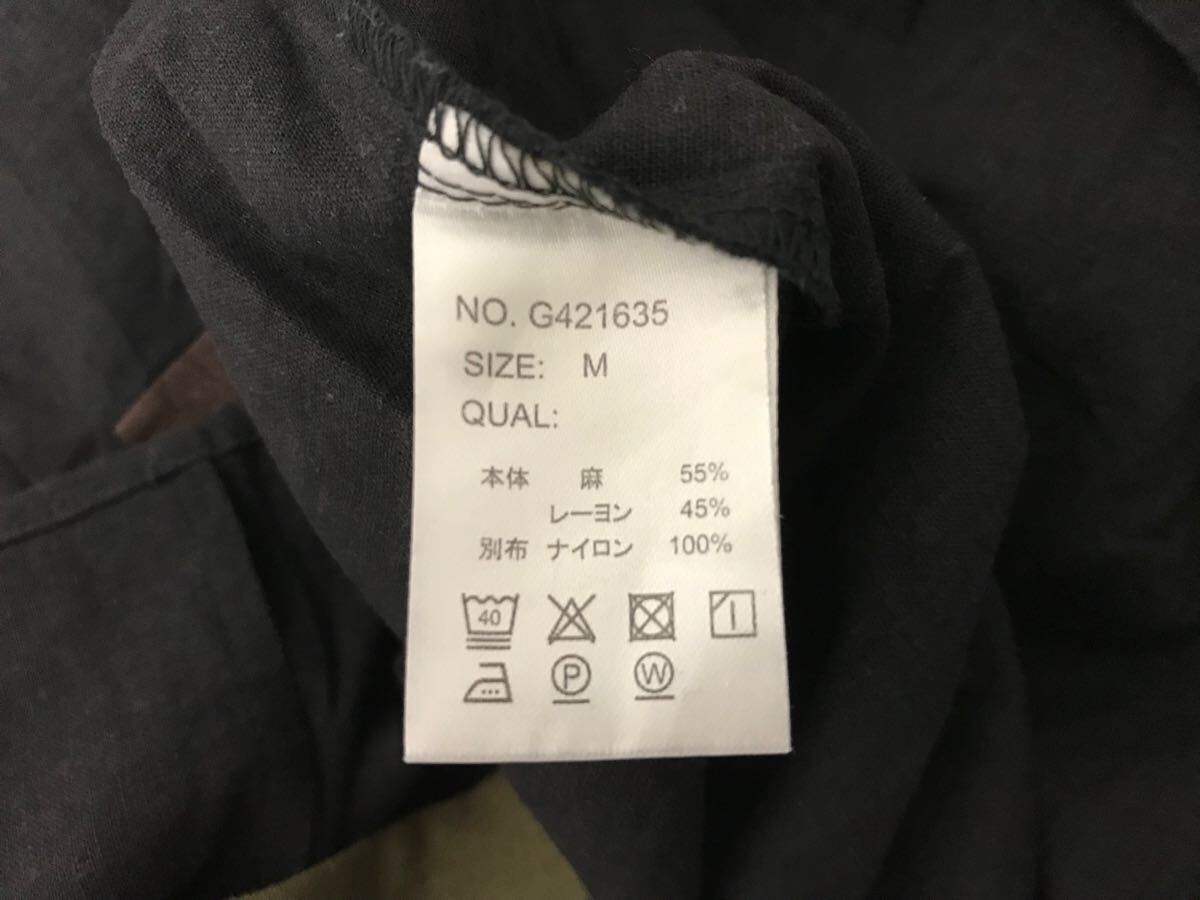 NO. G421635
SIZE: M
QUAL:
本体 麻 55%
レーヨン 45%
別布 ナイロン 100%
40
P W